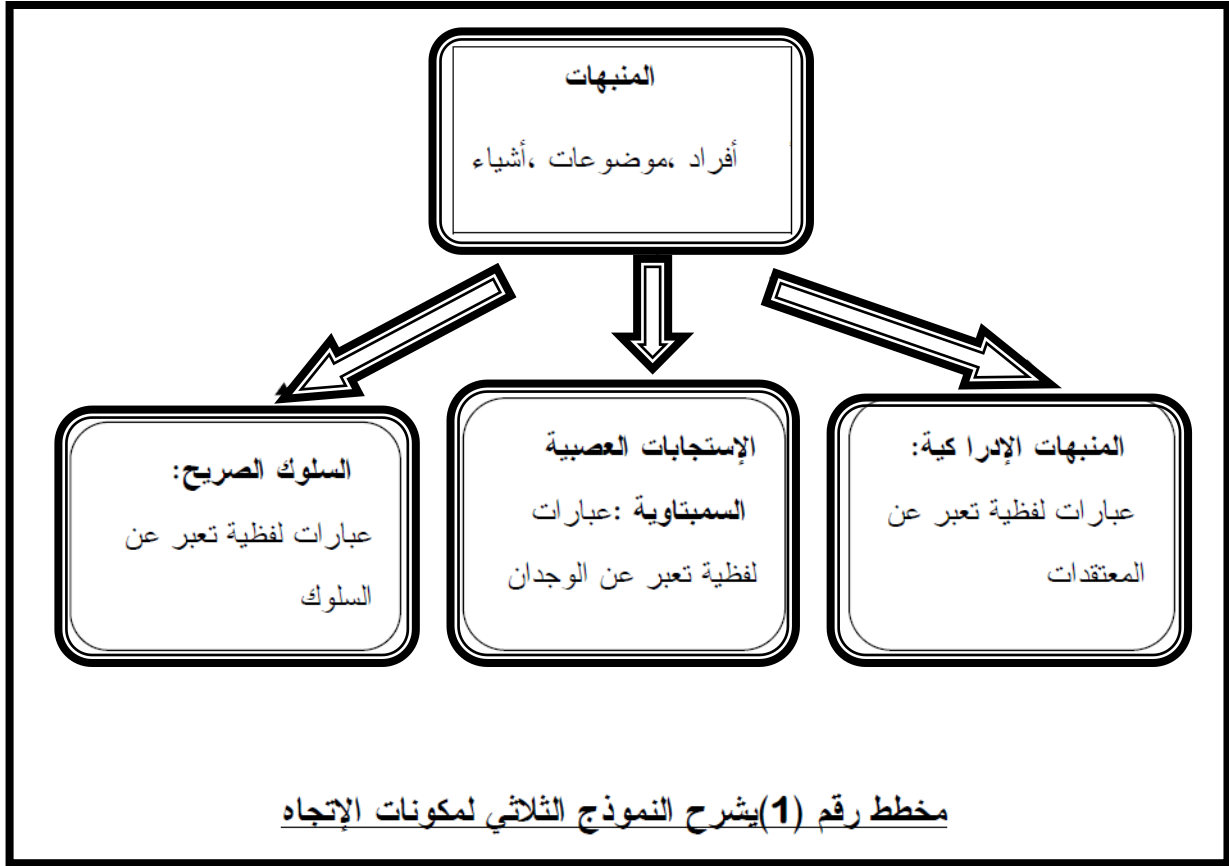 المنبهات
أفراد ،موضوعات ،أشياء
المنبهات الإدرا كية:
عبارات لفظية تعبر عن
المعتقدات
الإستجابات العصبية
السمبتاوية :عبارات
لفظية تعبر عن الوجدان
السلوك الصريح:
عبارات لفظية تعبر عن
السلوك
مخطط رقم (1)يشرح النموذج الثلاثي لمكونات الإتجاه